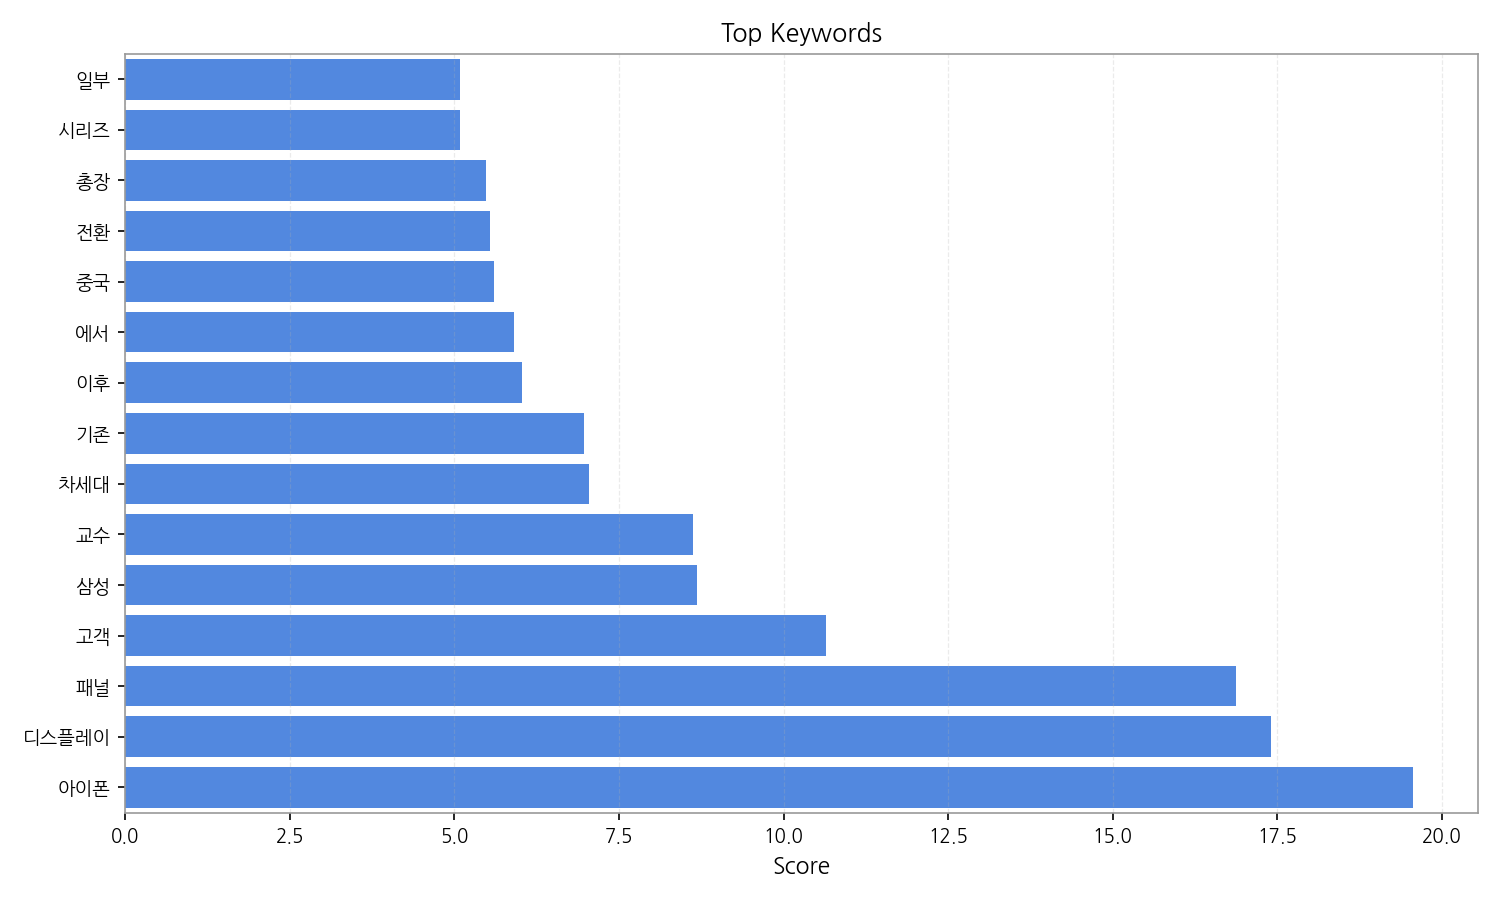 Top Keywords
일부
시리즈
총장
전환
중국
에서
이후
기존
차세대
교수
삼성
고객
패널
디스플레이
아이폰
0.0 2.5 5.0 7.5 10.0 12.5 15.0 17.5 20.0
Score